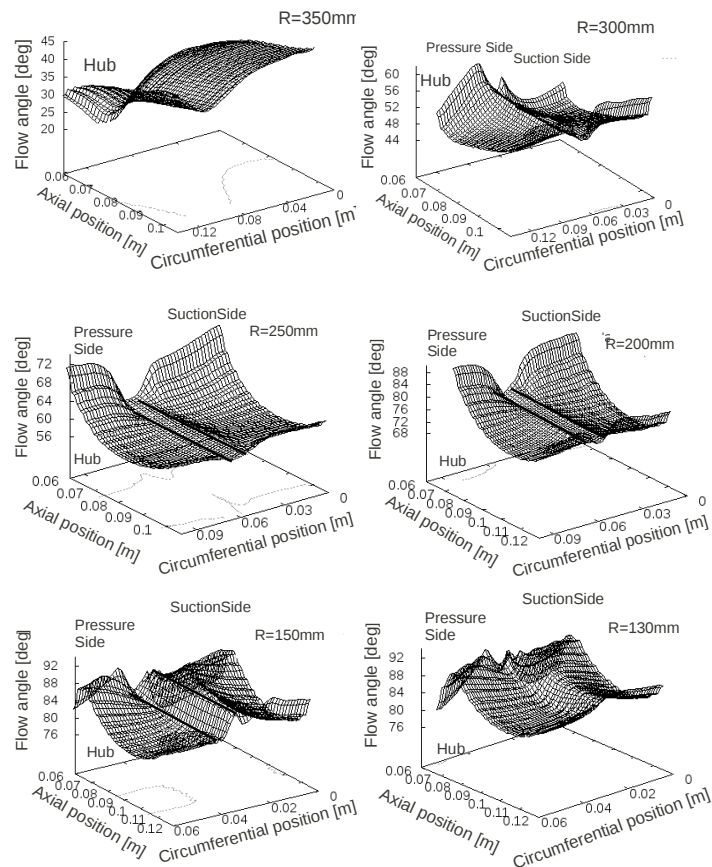 R=350mm
Flow angle [deg]
45
40
35
30
25
20
Hub
0.06
0.07
0.08
0.09
0.1
Axial position [m]
0.12
0.08
0.04
0
Circumferential position [m]
R=300mm
Pressure Side
Suction Side
Flow angle [deg]
60
56
52
48
44
Hub
0.06
0.07
0.08
0.09
0.1
Axial position [m]
0.12
0.09
0.06
0.03
0
Circumferential position [m]
SuctionSide
Pressure
Side
R=250mm
Flow angle [deg]
72
68
64
60
56
Hub
0.06
0.07
0.08
0.09
0.1
Axial position [m]
0.09
0.06
0.03
0
Circumferential position [m]
SuctionSide
Pressure
Side
R=200mm
Flow angle [deg]
88
84
80
76
72
68
Hub
0.06
0.07
0.08
0.09
0.1
0.11
0.12
Axial position [m]
0.09
0.06
0.03
0
Circumferential position [m]
SuctionSide
Pressure
Side
R=150mm
Flow angle [deg]
92
88
84
80
76
Hub
0.06
0.07
0.08
0.09
0.1
0.11
0.12
Axial position [m]
0.06
0.04
0.02
0
Circumferential position [m]
SuctionSide
Pressure
Side
R=130mm
Flow angle [deg]
92
88
84
80
76
Hub
0.06
0.07
0.08
0.09
0.1
0.11
0.12
Axial position [m]
0.06
0.04
0.02
0
Circumferential position [m]